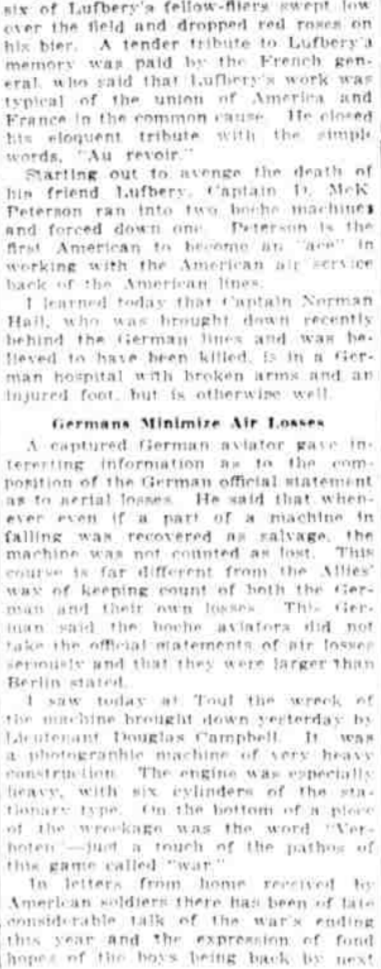 six of Lufbery's fellow-fliers swept low
over the field and dropped red roses on
his bier. A tender tribute to Lufbery's
memory was paid by the French gen-
eral, who said that Lufbery's work was
typical of the union of America and
France in the common cause. He closed
his eloquent tribute with the simple
words, "Au revoir."
Starting out to avenge the death of
his friend Lufbery, Captain D. McK
Peterson ran into two boche machines
and forced down one. Peterson is the
first American to become an "ace" in
working with the American air service
back of the American lines.
I learned today that Captain Norman
Hall, who was brought down recently
behind the German lines and was be-
lieved to have been killed, is in a Ger-
man hospital with broken arms and an
injured foot, but is otherwise well.
Germans Minimize Air Losses
A captured German aviator gave in-
tererting information as to the com-
position of the German official statement
as to aerial losses. He said that when-
ever even if a part of a machine in
falling was recovered as salvage, the
machine was not counted as lost. This
course is far different from the Allies'
way of keeping count of both the Ger-
man and their own losses. This Ger-
man said the boche aviators did not
take the official statements of air losses
seriously and that they were larger than
Berlin stated.
I saw today at Toul the wreck of
the machine brought down yesterday by
Lieutenant Douglas Campbell. It was
a photographic machine of very heavy
construction. The engine was especially
heavy, with six cylinders of the sta-
tionary type. On the bottom of a piece
of the wreckage was the word "Ver-
boten"—just a touch of the pathos of
this game called "war."
In letters from home received by
American soldiers there has been of late
considerable talk of the war's ending
this year and the expression of fond
hopes of the boys being back by next